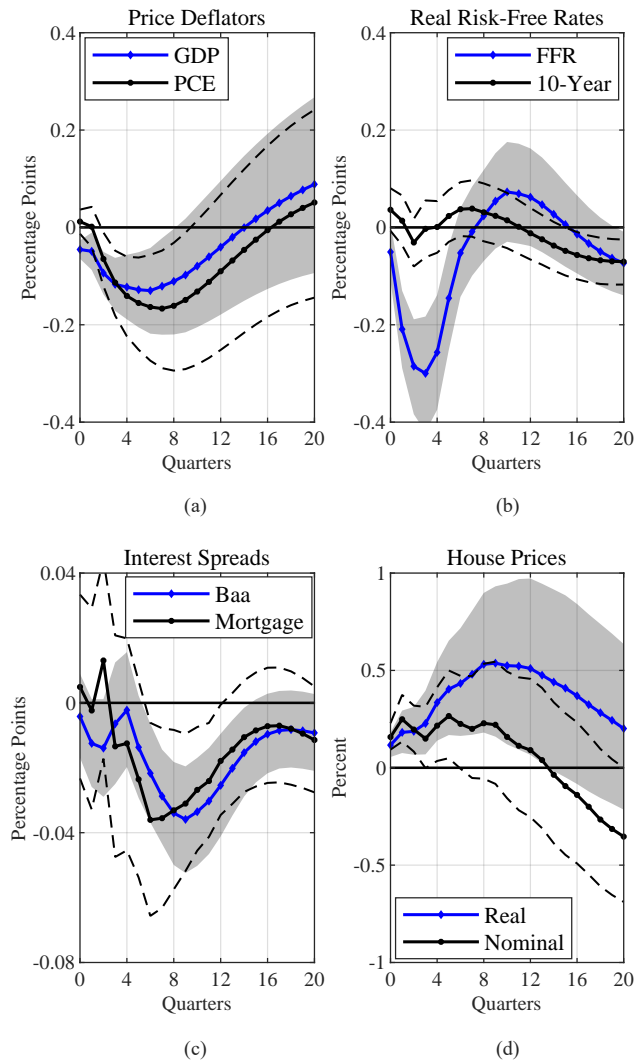 Price Deflators
0.4
0.2
0
-0.2
-0.4
Percentage Points
GDP
PCE
0 4 8 12 16 20
Quarters
(a)
Real Risk-Free Rates
0.4
0.2
0
-0.2
-0.4
Percentage Points
FFR
10-Year
0 4 8 12 16 20
Quarters
(b)
Interest Spreads
0.04
0
-0.04
-0.08
Percentage Points
Baa
Mortgage
0 4 8 12 16 20
Quarters
(c)
House Prices
1
0.5
0
-0.5
-1
Percent
Real
Nominal
0 4 8 12 16 20
Quarters
(d)